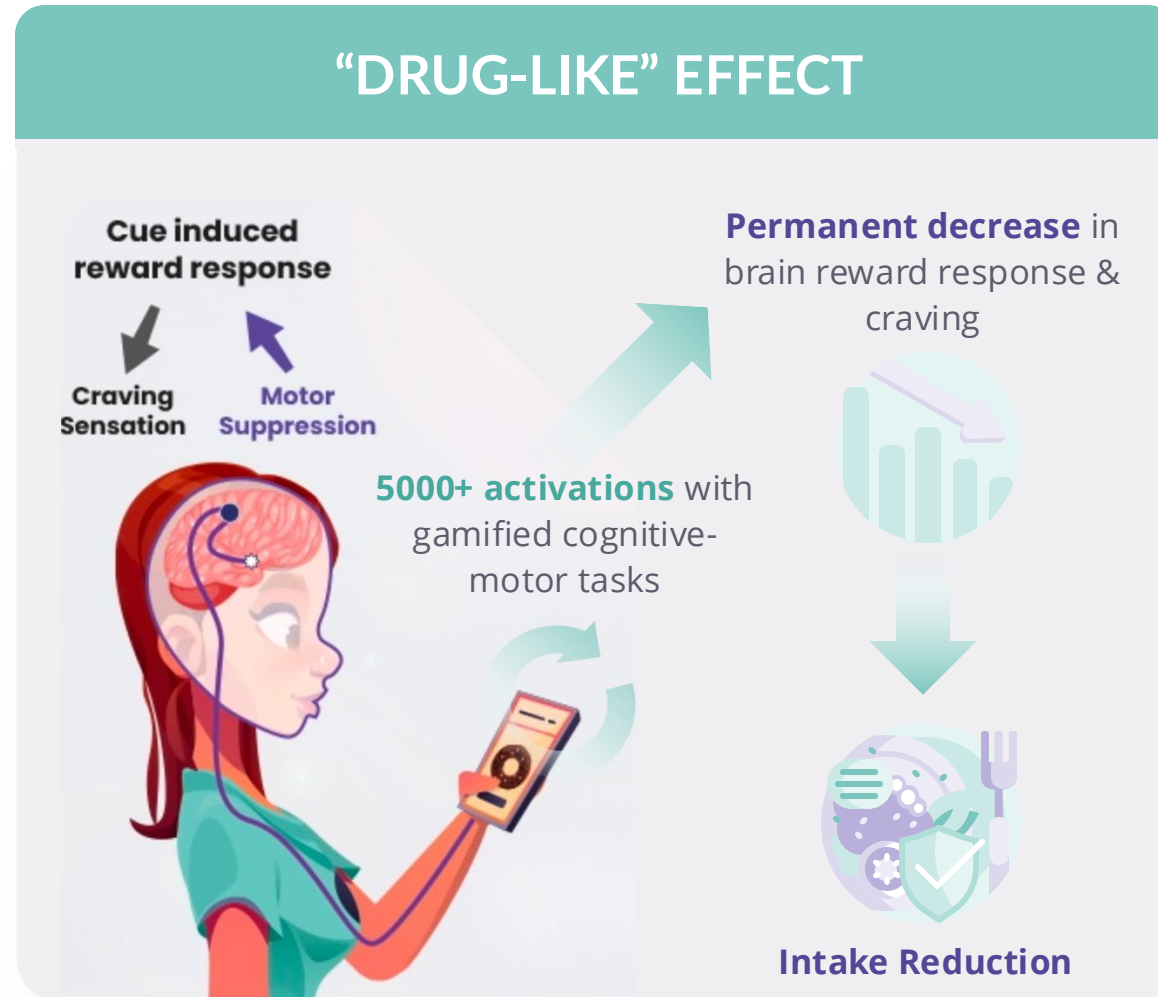 “DRUG-LIKE” EFFECT
Cue induced
reward response
Craving
Sensation
Motor
Suppression
5000+ activations with
gamified cognitive-
motor tasks
Permanent decrease in
brain reward response &
craving
Intake Reduction